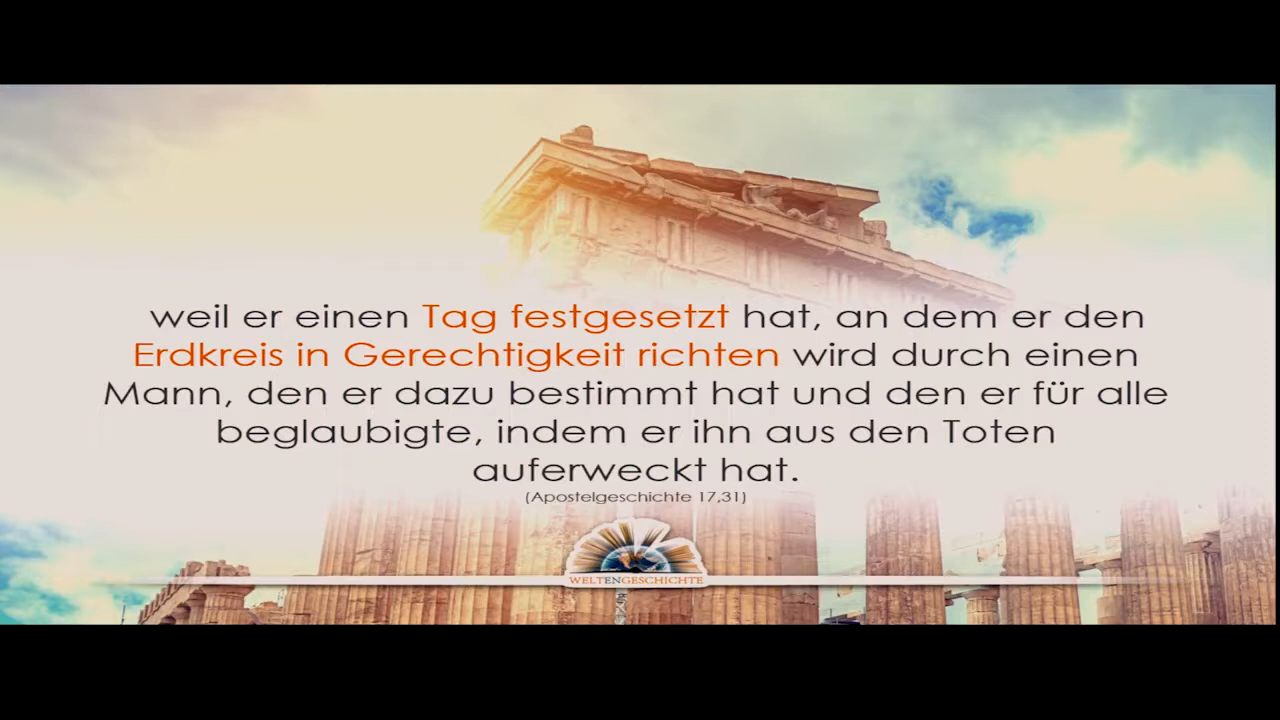 weil er einen Tag festgesetzt hat, an dem er den
Erdkreis in Gerechtigkeit richten wird durch einen
Mann, den er dazu bestimmt hat und den er für alle
beglaubigte, indem er ihn aus den Toten
auferweckt hat.
(Apostelgeschichte 17,31)
WELTENGESCHICHTE